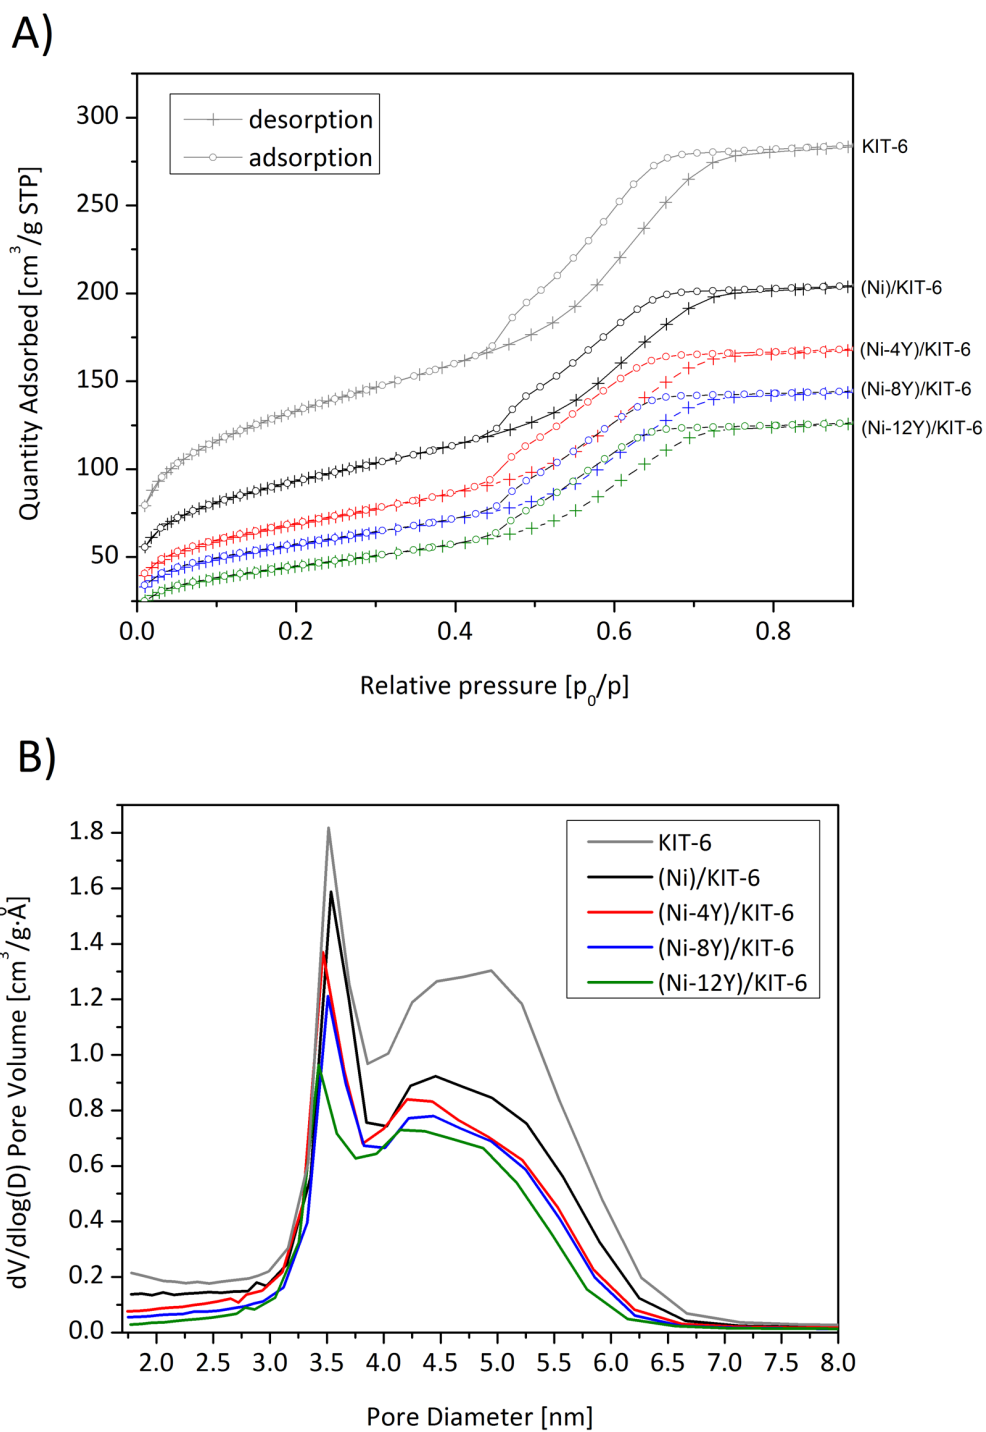 A)
300
250
200
150
100
50
Quantity Adsorbed [cm³/g STP]
desorption
adsorption
KIT-6
(Ni)/KIT-6
(Ni-4Y)/KIT-6
(Ni-8Y)/KIT-6
(Ni-12Y)/KIT-6
0.0 0.2 0.4 0.6 0.8
Relative pressure [p₀/p]
B)
1.8
1.6
1.4
1.2
1.0
0.8
0.6
0.4
0.2
0.0
dV/dlog(D) Pore Volume [cm³/g·Å]
KIT-6
(Ni)/KIT-6
(Ni-4Y)/KIT-6
(Ni-8Y)/KIT-6
(Ni-12Y)/KIT-6
2.0 2.5 3.0 3.5 4.0 4.5 5.0 5.5 6.0 6.5 7.0 7.5 8.0
Pore Diameter [nm]